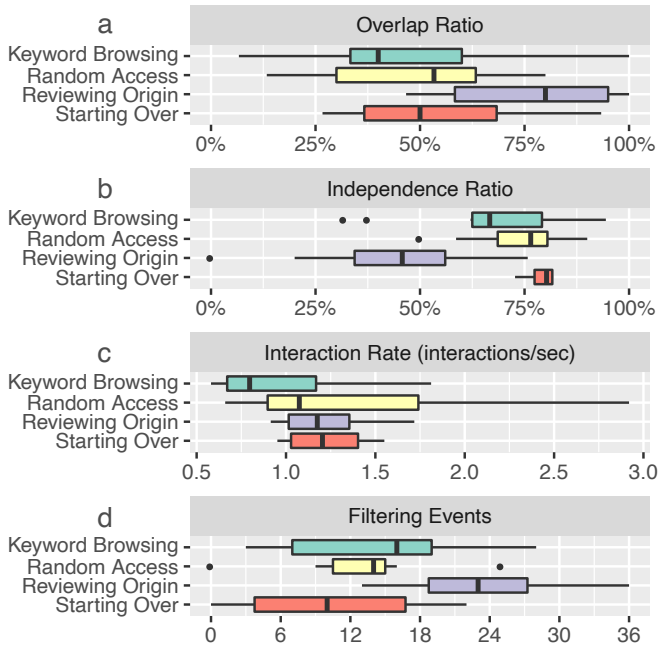 a
Overlap Ratio
Keyword Browsing
Random Access
Reviewing Origin
Starting Over
0% 25% 50% 75% 100%
b
Independence Ratio
Keyword Browsing
Random Access
Reviewing Origin
Starting Over
0% 25% 50% 75% 100%
c
Interaction Rate (interactions/sec)
Keyword Browsing
Random Access
Reviewing Origin
Starting Over
0.5 1.0 1.5 2.0 2.5 3.0
d
Filtering Events
Keyword Browsing
Random Access
Reviewing Origin
Starting Over
0 6 12 18 24 30 36